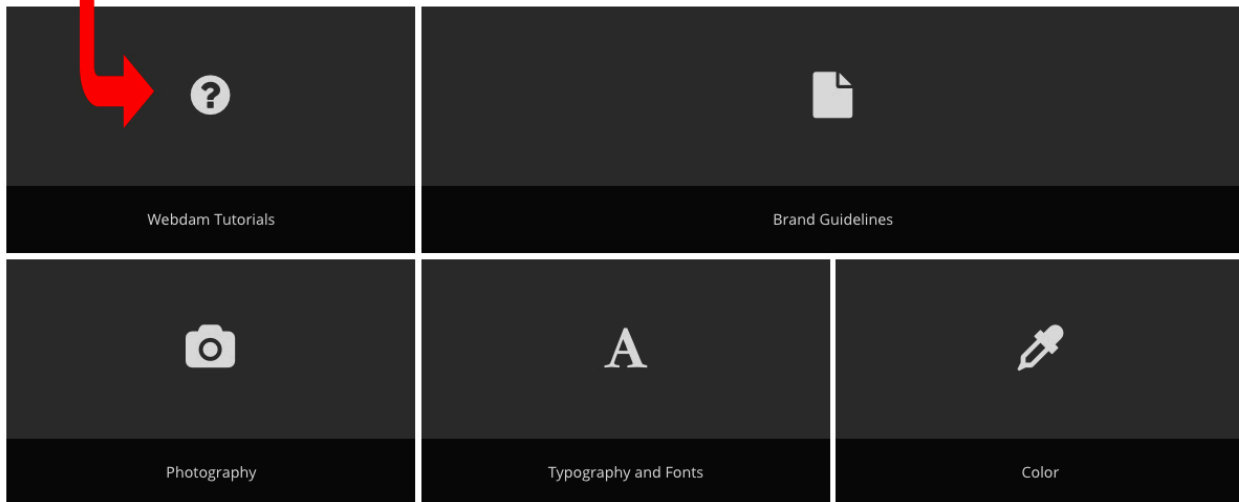 Webdam Tutorials
Brand Guidelines
Photography
Typography and Fonts
Color